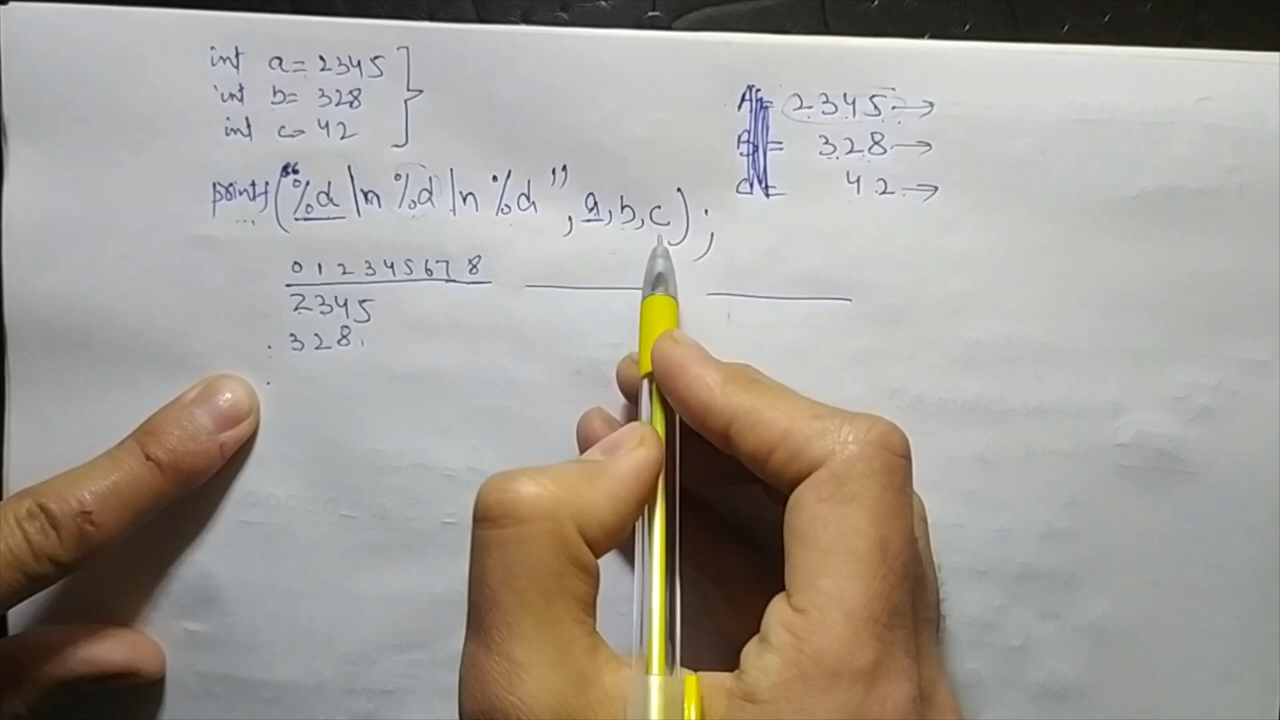 int a= 2345
int b= 328
int c= 42
printf("%d\n %d\n %d", a, b, c);
A= 2345 →
B= 328 →
42 →
0 1 2 3 4 5 6 7 8
2345
328